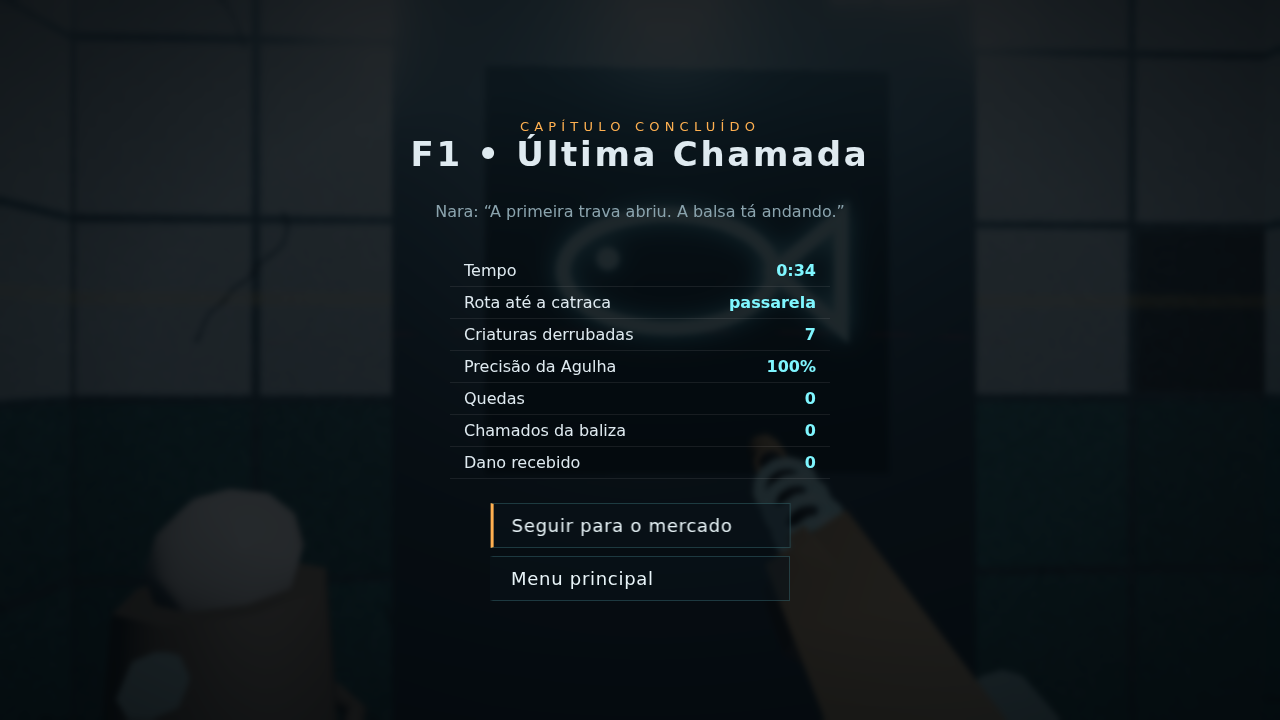 CAPÍTULO CONCLUÍDO
F1 • Última Chamada
Nara: “A primeira trava abriu. A balsa tá andando.”
Tempo 0:34
Rota até a catraca passarela
Criaturas derrubadas 7
Precisão da Agulha 100%
Quedas 0
Chamados da baliza 0
Dano recebido 0
Seguir para o mercado
Menu principal